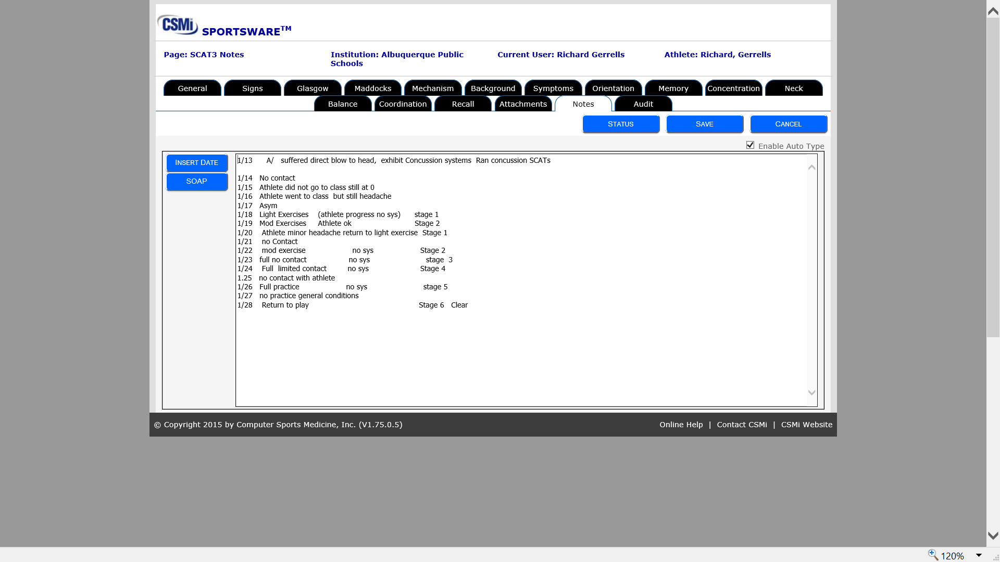 CSMi SPORTSWARE™
Page: SCAT3 Notes
Institution: Albuquerque Public Schools
Current User: Richard Gerrells
Athlete: Richard, Gerrells
General Signs Glasgow Maddocks Mechanism Background Symptoms Orientation Memory Concentration Neck
Balance Coordination Recall Attachments Notes Audit
STATUS SAVE CANCEL
Enable Auto Type
INSERT DATE
SOAP
1/13 A/ suffered direct blow to head, exhibit Concussion systems Ran concussion SCATs
1/14 No contact
1/15 Athlete did not go to class still at 0
1/16 Athlete went to class but still headache
1/17 Asym
1/18 Light Exercises (athlete progress no sys) stage 1
1/19 Mod Exercises Athlete ok Stage 2
1/20 Athlete minor headache return to light exercise Stage 1
1/21 no Contact
1/22 mod exercise no sys Stage 2
1/23 full no contact no sys stage 3
1/24 Full limited contact no sys Stage 4
1.25 no contact with athlete
1/26 Full practice no sys stage 5
1/27 no practice general conditions
1/28 Return to play Stage 6 Clear
© Copyright 2015 by Computer Sports Medicine, Inc. (V1.75.0.5)
Online Help | Contact CSMi | CSMi Website
120%